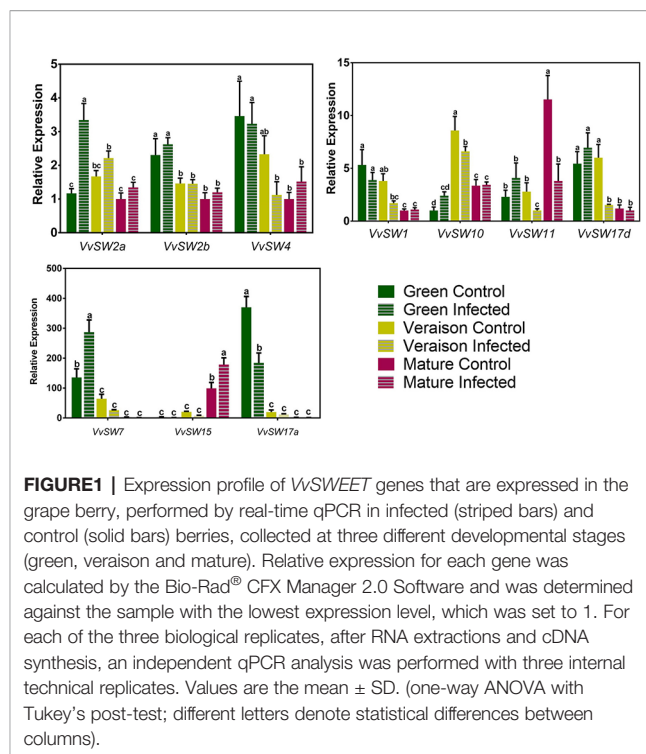 Relative Expression
5
4
3
2
1
0
c a bc b c c
a a b b b b
a a ab b b b
VvSW2a VvSW2b VvSW4
Relative Expression
15
10
5
0
a a ab bc c c
d cd a b c c
b b b c a b
a a a b b b
VvSW1 VvSW10 VvSW11 VvSW17d
Relative Expression
500
400
300
200
100
0
b a c c c c
c c c c b a
a b c c c c
VvSW7 VvSW15 VvSW17a
Green Control
Green Infected
Veraison Control
Veraison Infected
Mature Control
Mature Infected
FIGURE1 | Expression profile of VvSWEET genes that are expressed in the
grape berry, performed by real-time qPCR in infected (striped bars) and
control (solid bars) berries, collected at three different developmental stages
(green, veraison and mature). Relative expression for each gene was
calculated by the Bio-Rad® CFX Manager 2.0 Software and was determined
against the sample with the lowest expression level, which was set to 1. For
each of the three biological replicates, after RNA extractions and cDNA
synthesis, an independent qPCR analysis was performed with three internal
technical replicates. Values are the mean ± SD. (one-way ANOVA with
Tukey's post-test; different letters denote statistical differences between
columns).